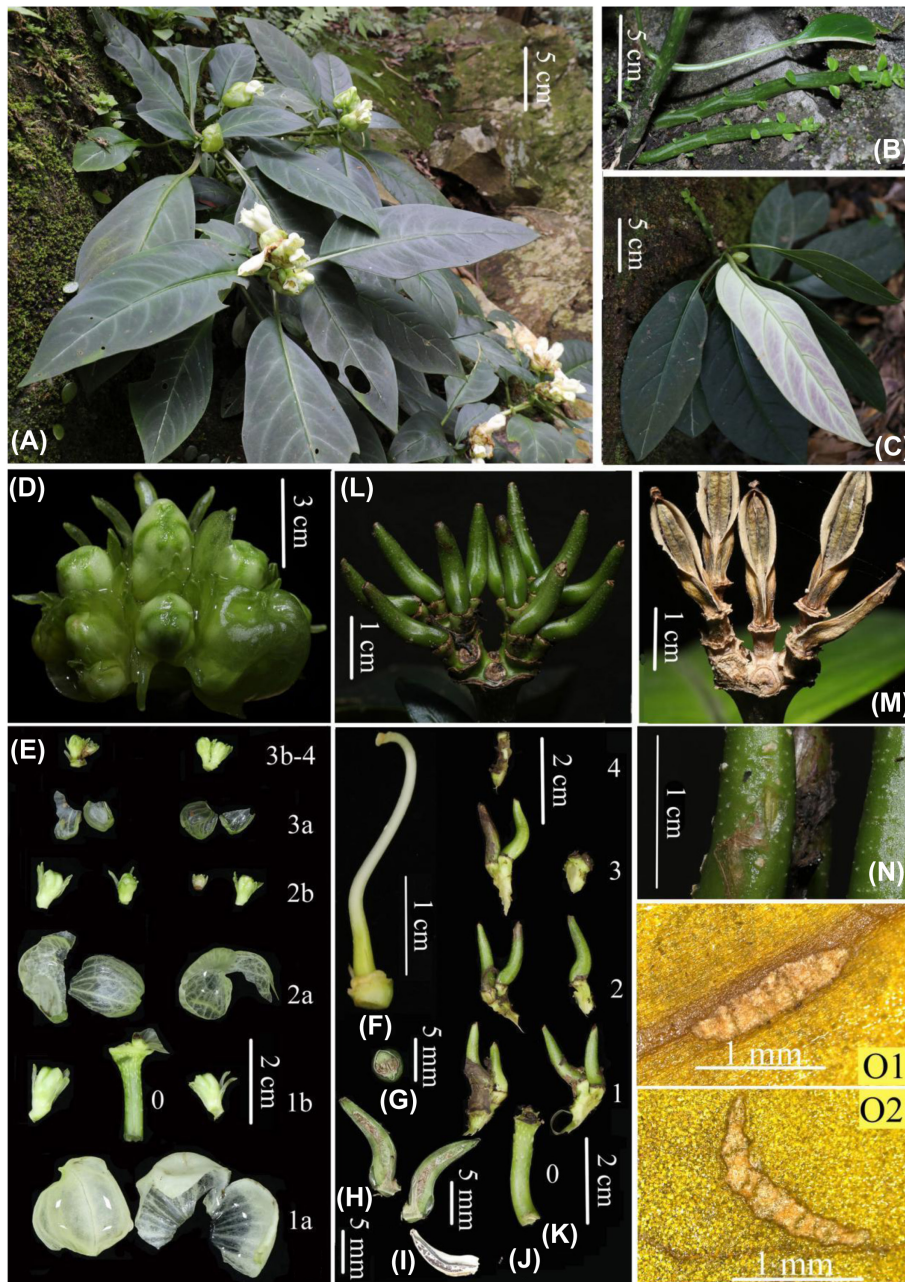 (A)
5 cm
(B)
5 cm
(C)
5 cm
(D)
3 cm
(L)
1 cm
(M)
1 cm
(E)
3b-4
3a
2b
2a
0
2 cm
1b
1a
(F)
1 cm
2 cm
4
3
2
1
(G)
5 mm
(H)
5 mm
5 mm
(I)
(J)
(K)
0
2 cm
(N)
1 cm
1 mm
O1
O2
1 mm